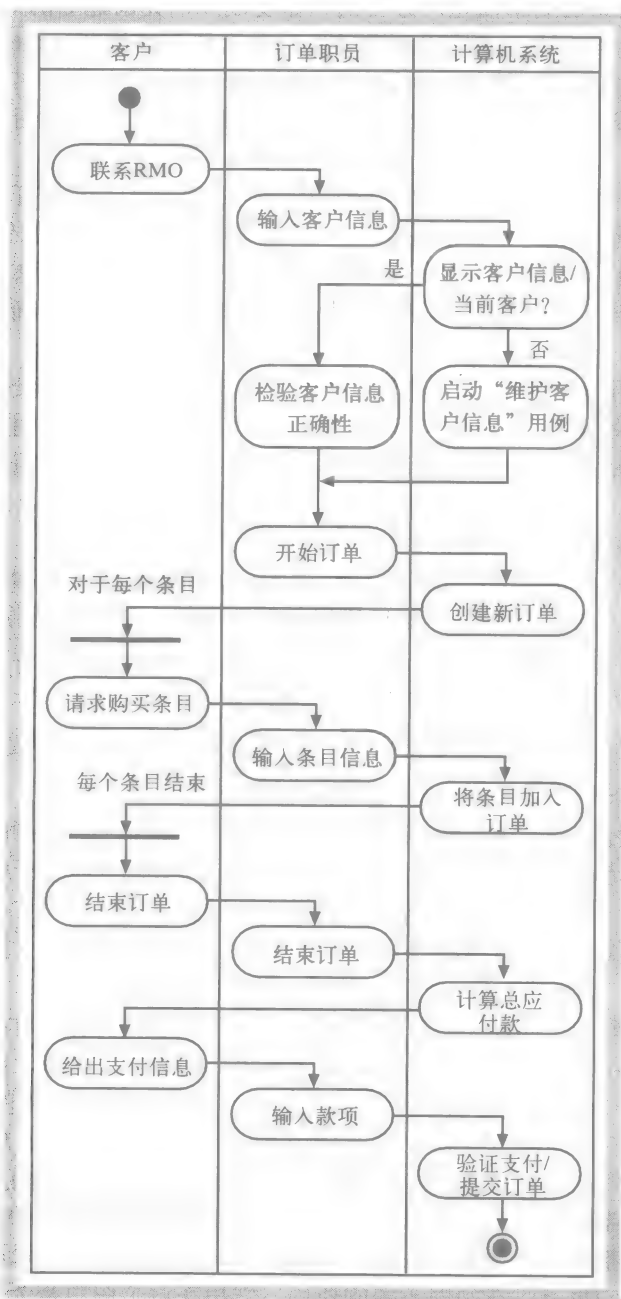 客户
订单职员
计算机系统
联系RMO
输入客户信息
是
显示客户信息/
当前客户？
否
检验客户信息
正确性
启动“维护客
户信息”用例
开始订单
对于每个条目
创建新订单
请求购买条目
输入条目信息
每个条目结束
将条目加入
订单
结束订单
结束订单
计算总应
付款
给出支付信息
输入款项
验证支付/
提交订单